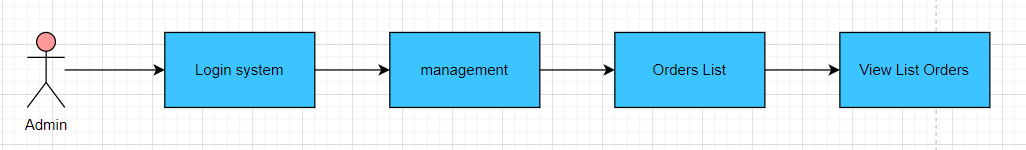 Login system
management
Orders List
View List Orders
Admin